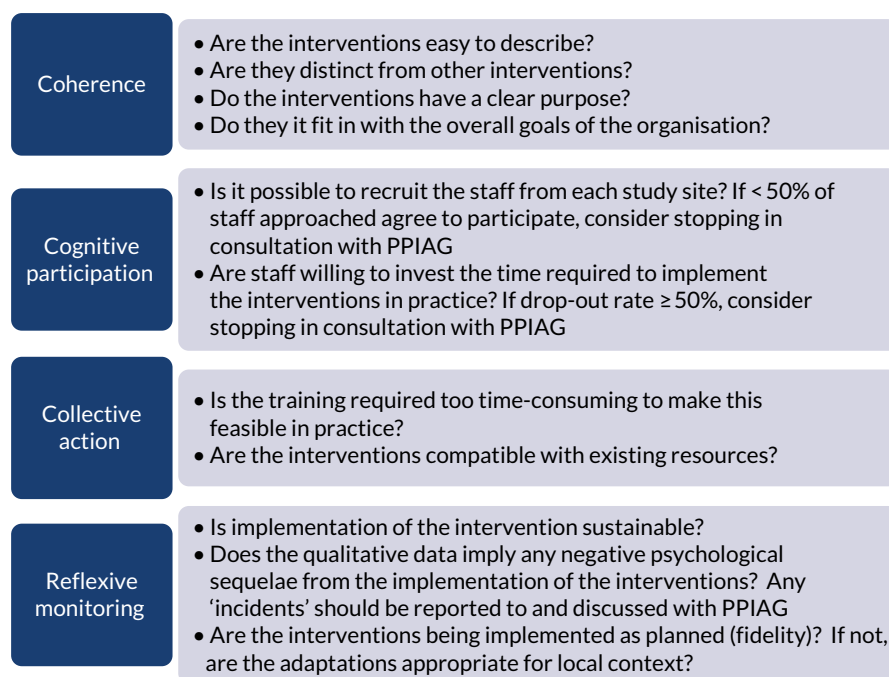 Coherence
• Are the interventions easy to describe?
• Are they distinct from other interventions?
• Do the interventions have a clear purpose?
• Do they it fit in with the overall goals of the organisation?
Cognitive
participation
• Is it possible to recruit the staff from each study site? If < 50% of
staff approached agree to participate, consider stopping in
consultation with PPIAG
• Are staff willing to invest the time required to implement
the interventions in practice? If drop-out rate ≥ 50%, consider
stopping in consultation with PPIAG
Collective
action
• Is the training required too time-consuming to make this
feasible in practice?
• Are the interventions compatible with existing resources?
Reflexive
monitoring
• Is implementation of the intervention sustainable?
• Does the qualitative data imply any negative psychological
sequelae from the implementation of the interventions? Any
‘incidents’ should be reported to and discussed with PPIAG
• Are the interventions being implemented as planned (fidelity)? If not,
are the adaptations appropriate for local context?